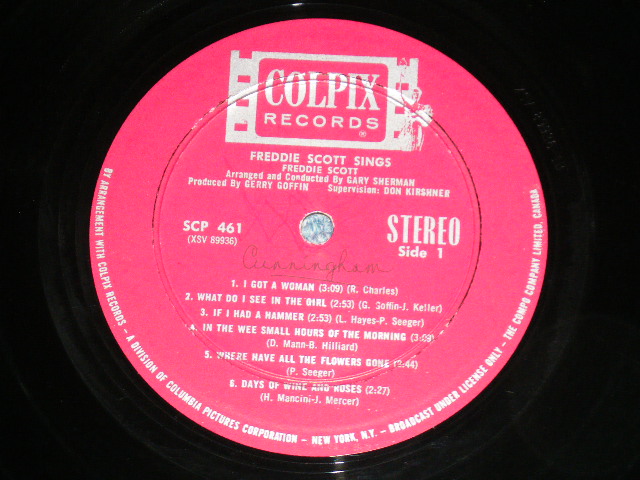 COLPIX
RECORDS
®
FREDDIE SCOTT SINGS
FREDDIE SCOTT
Arranged and Conducted By GARY SHERMAN
Produced By GERRY GOFFIN Supervision: DON KIRSHNER
SCP 461
(XSV 89936)
STEREO
Side 1
Cunningham
1. I GOT A WOMAN (3:09) (R. Charles)
2. WHAT DO I SEE IN THE GIRL (2:53) (G. Goffin-J. Keller)
3. IF I HAD A HAMMER (2:53) (L. Hayes-P. Seeger)
4. IN THE WEE SMALL HOURS OF THE MORNING
(D. Mann-B. Hilliard)
5. WHERE HAVE ALL THE FLOWERS GONE
(P. Seeger)
6. DAYS OF WINE AND ROSES (2:27)
(H. Mancini-J. Mercer)
BY ARRANGEMENT WITH COLPIX RECORDS - A DIVISION OF COLUMBIA PICTURES CORPORATION - NEW YORK, N.Y. - BROADCAST UNDER LICENSE ONLY - THE COMPO COMPANY LIMITED, CANADA